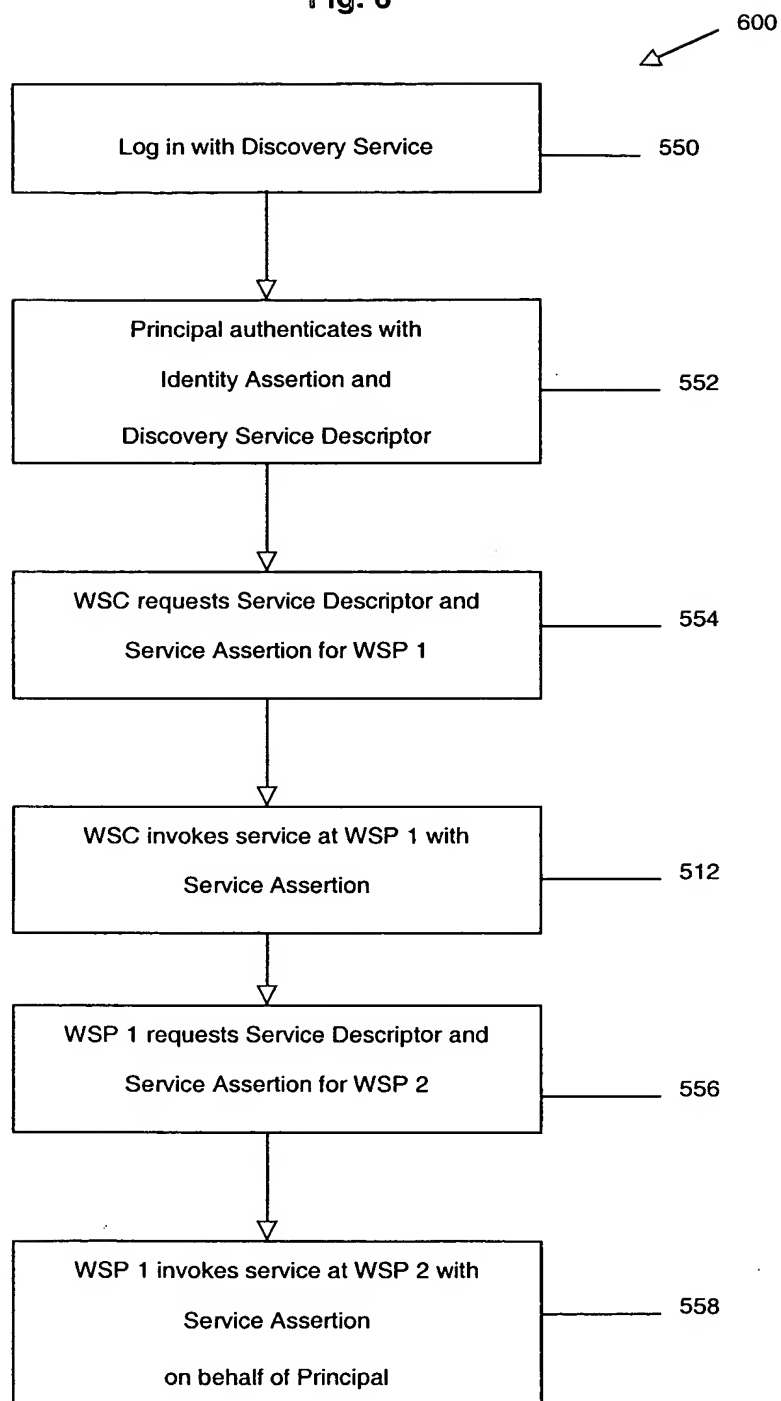 Fig. 6
600
Log in with Discovery Service
550
Principal authenticates with
Identity Assertion and
Discovery Service Descriptor
552
WSC requests Service Descriptor and
Service Assertion for WSP 1
554
WSC invokes service at WSP 1 with
Service Assertion
512
WSP 1 requests Service Descriptor and
Service Assertion for WSP 2
556
WSP 1 invokes service at WSP 2 with
Service Assertion
on behalf of Principal
558